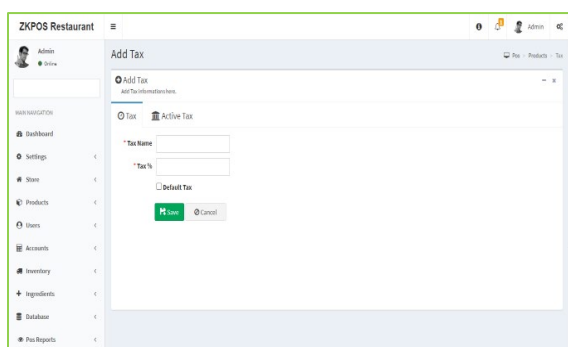 ZKPOS Restaurant
Admin
Admin
Online
Add Tax
Pos
Products
Tax
Add Tax
Add Tax Informations here.
MAIN NAVIGATION
Tax
Active Tax
Dashboard
* Tax Name
Settings
* Tax %
Store
Default Tax
Products
Save
Cancel
Users
Accounts
Inventory
+ Ingredients
Database
Pos Reports